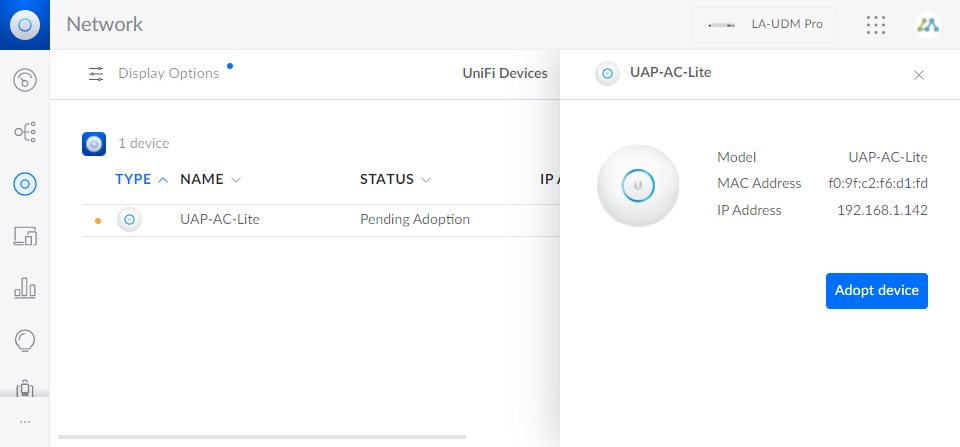 Network
LA-UDM Pro
Display Options
UniFi Devices
UAP-AC-Lite
1 device
TYPE NAME STATUS IP A
UAP-AC-Lite Pending Adoption
U
Model UAP-AC-Lite
MAC Address f0:9f:c2:f6:d1:fd
IP Address 192.168.1.142
Adopt device